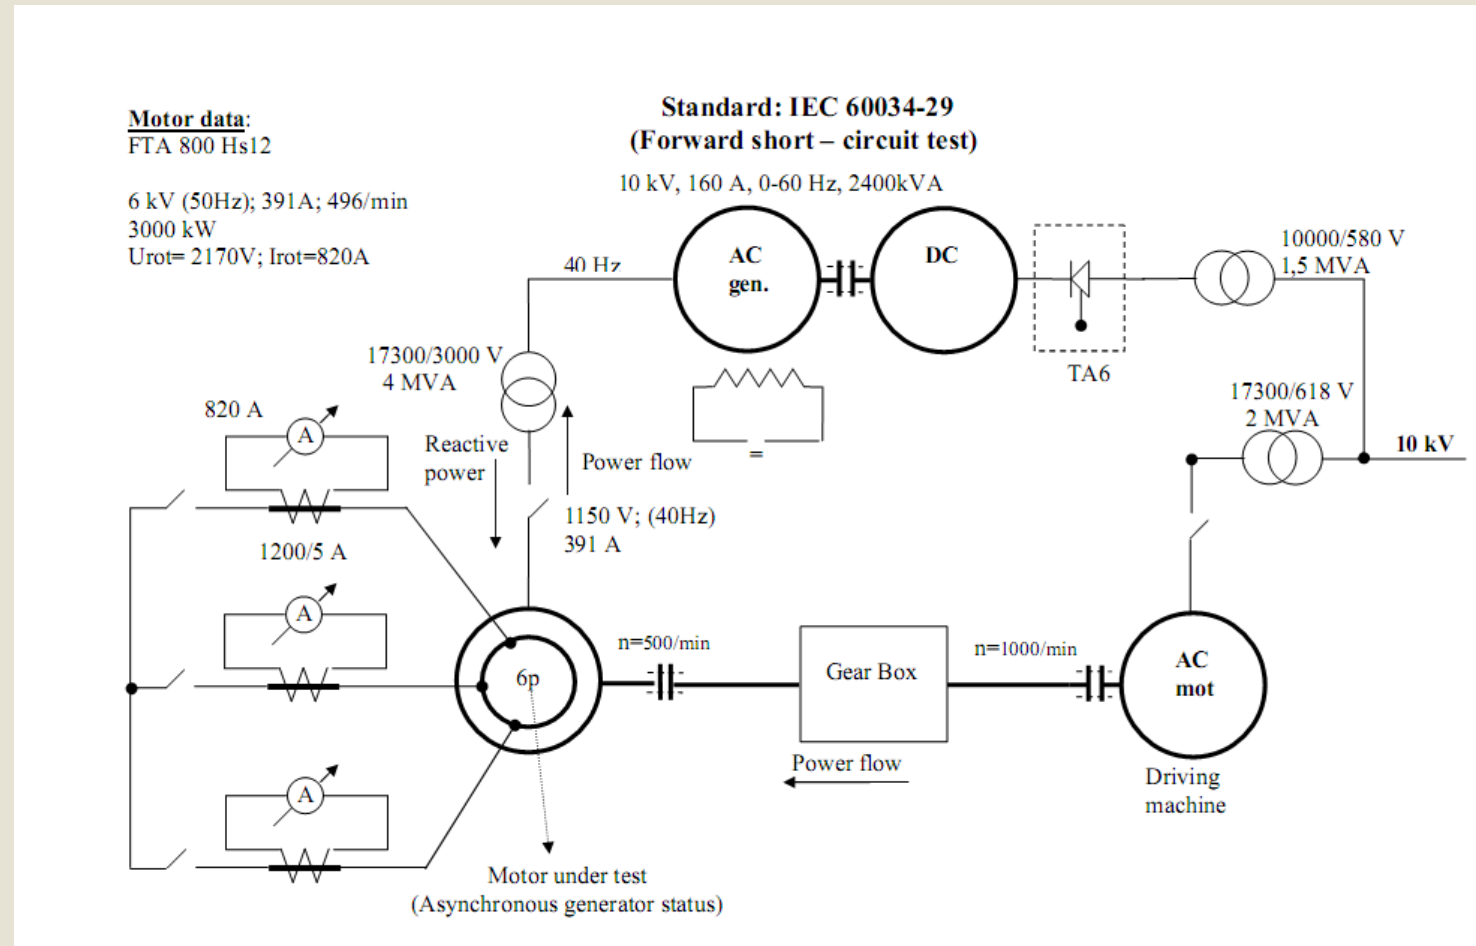 Motor data:
FTA 800 Hs12
6 kV (50Hz); 391A; 496/min
3000 kW
Urot= 2170V; Irot=820A
Standard: IEC 60034-29
(Forward short – circuit test)
10 kV, 160 A, 0-60 Hz, 2400kVA
AC
gen.
DC
40 Hz
10000/580 V
1,5 MVA
TA6
17300/3000 V
4 MVA
17300/618 V
2 MVA
10 kV
820 A
A
Reactive
power
Power flow
=
1150 V; (40Hz)
391 A
1200/5 A
A
6p
n=500/min
Gear Box
n=1000/min
AC
mot
Power flow
Driving
machine
A
Motor under test
(Asynchronous generator status)